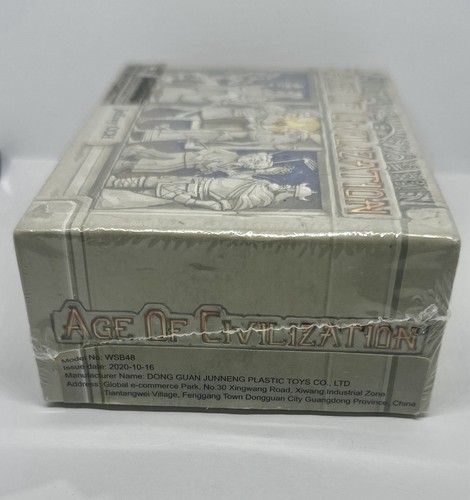 AGE OF CIVILIZATION
Model No: WSB48
Issue date: 2020-10-16
Manufacturer Name: DONG GUAN JUNNENG PLASTIC TOYS CO., LTD
Address: Global e-commerce Park, No.30 Xingwang Road, Xiwang Industrial Zone
Tiantangwei Village, Fenggang Town Dongguan City Guangdong Province, China